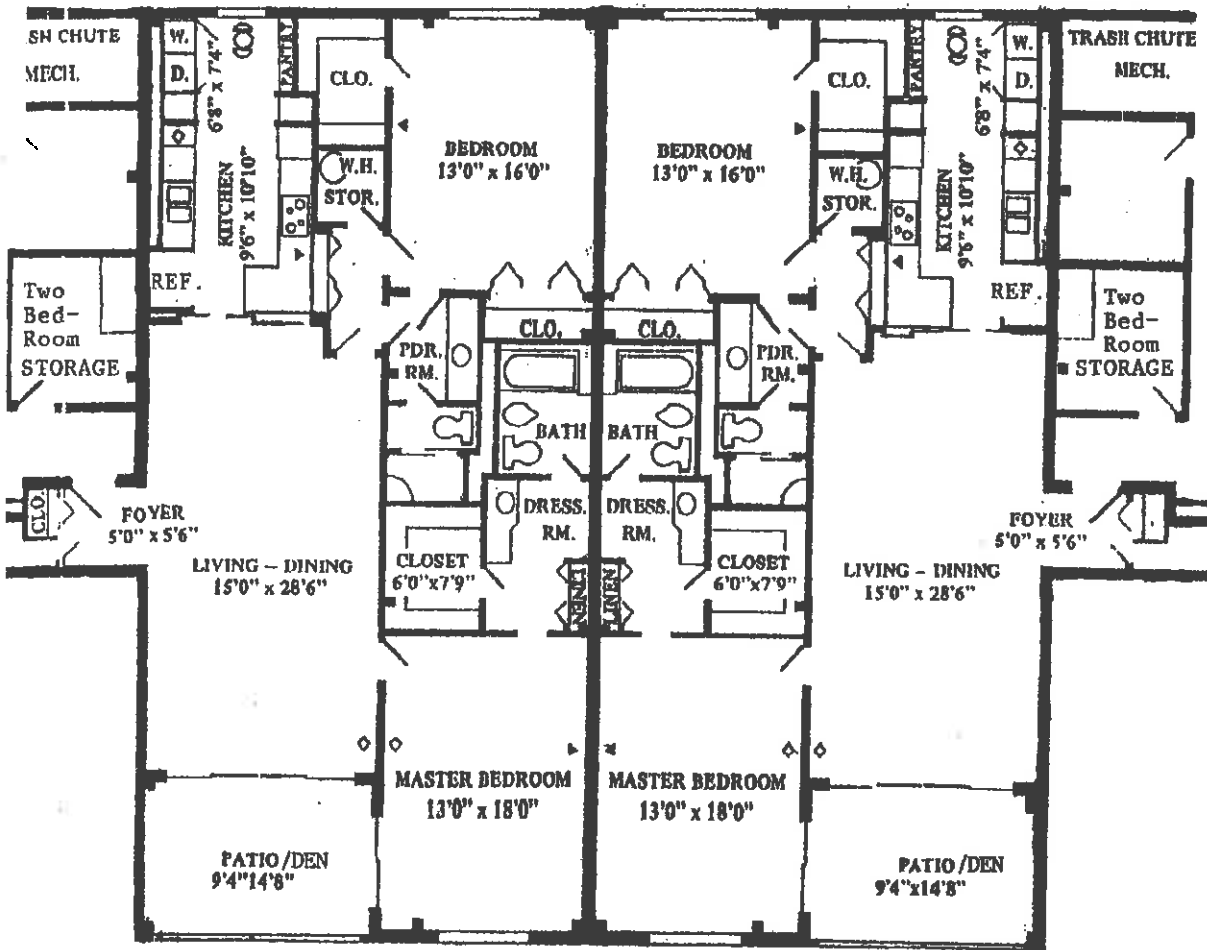 SH CHUTE
MECH.
W.
D.
6'8" x 7'4"
PANTRY
CLO.
KITCHEN
9'6" x 10'10"
W.H.
STOR.
BEDROOM
13'0" x 16'0"
REF.
Two
Bed-
Room
STORAGE
CLO.
PDR.
RM.
BATH
CLO.
FOYER
5'0" x 5'6"
LIVING – DINING
15'0" x 28'6"
DRESS.
RM.
CLOSET
6'0"x7'9"
LINEN
MASTER BEDROOM
13'0" x 18'0"
PATIO/DEN
9'4"14'8"
BEDROOM
13'0" x 16'0"
CLO.
PANTRY
W.
D.
6'8" x 7'4"
TRASH CHUTE
MECH.
W.H.
STOR.
KITCHEN
9'6" x 10'10"
REF.
Two
Bed-
Room
STORAGE
CLO.
PDR.
RM.
BATH
DRESS.
RM.
CLOSET
6'0"x7'9"
LINEN
FOYER
5'0" x 5'6"
LIVING – DINING
15'0" x 28'6"
MASTER BEDROOM
13'0" x 18'0"
PATIO/DEN
9'4"x14'8"